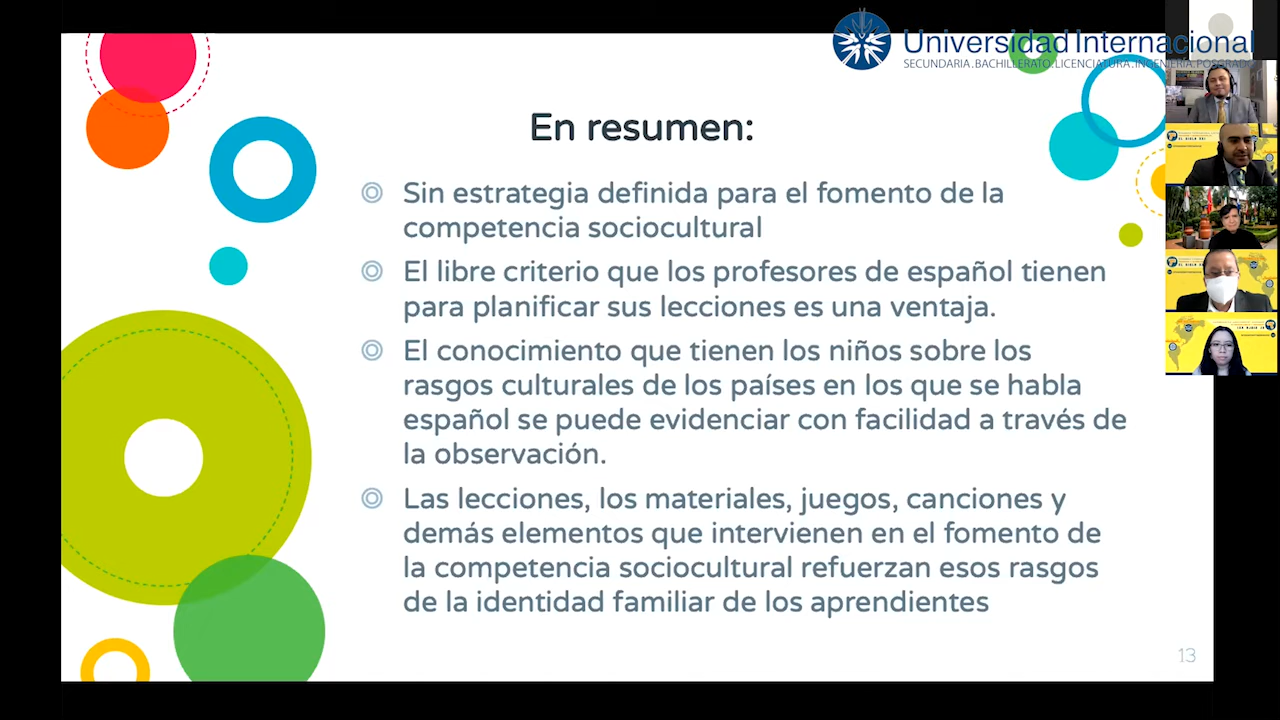 Universidad Internacional
SECUNDARIA.BACHILLERATO.LICENCIATURA.INGENIERÍA.POSGRADO
En resumen:
Sin estrategia definida para el fomento de la
competencia sociocultural
El libre criterio que los profesores de español tienen
para planificar sus lecciones es una ventaja.
El conocimiento que tienen los niños sobre los
rasgos culturales de los países en los que se habla
español se puede evidenciar con facilidad a través de
la observación.
Las lecciones, los materiales, juegos, canciones y
demás elementos que intervienen en el fomento de
la competencia sociocultural refuerzan esos rasgos
de la identidad familiar de los aprendientes
13